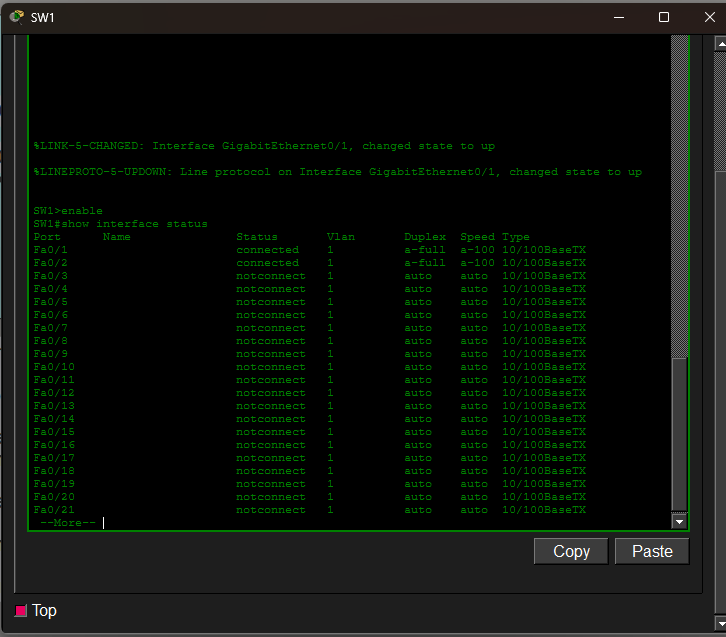 SW1
%LINK-5-CHANGED: Interface GigabitEthernet0/1, changed state to up
%LINEPROTO-5-UPDOWN: Line protocol on Interface GigabitEthernet0/1, changed state to up
SW1>enable
SW1#show interface status
Port Name Status Vlan Duplex Speed Type
Fa0/1 connected 1 a-full a-100 10/100BaseTX
Fa0/2 connected 1 a-full a-100 10/100BaseTX
Fa0/3 notconnect 1 auto auto 10/100BaseTX
Fa0/4 notconnect 1 auto auto 10/100BaseTX
Fa0/5 notconnect 1 auto auto 10/100BaseTX
Fa0/6 notconnect 1 auto auto 10/100BaseTX
Fa0/7 notconnect 1 auto auto 10/100BaseTX
Fa0/8 notconnect 1 auto auto 10/100BaseTX
Fa0/9 notconnect 1 auto auto 10/100BaseTX
Fa0/10 notconnect 1 auto auto 10/100BaseTX
Fa0/11 notconnect 1 auto auto 10/100BaseTX
Fa0/12 notconnect 1 auto auto 10/100BaseTX
Fa0/13 notconnect 1 auto auto 10/100BaseTX
Fa0/14 notconnect 1 auto auto 10/100BaseTX
Fa0/15 notconnect 1 auto auto 10/100BaseTX
Fa0/16 notconnect 1 auto auto 10/100BaseTX
Fa0/17 notconnect 1 auto auto 10/100BaseTX
Fa0/18 notconnect 1 auto auto 10/100BaseTX
Fa0/19 notconnect 1 auto auto 10/100BaseTX
Fa0/20 notconnect 1 auto auto 10/100BaseTX
Fa0/21 notconnect 1 auto auto 10/100BaseTX
--More--
Copy Paste
Top